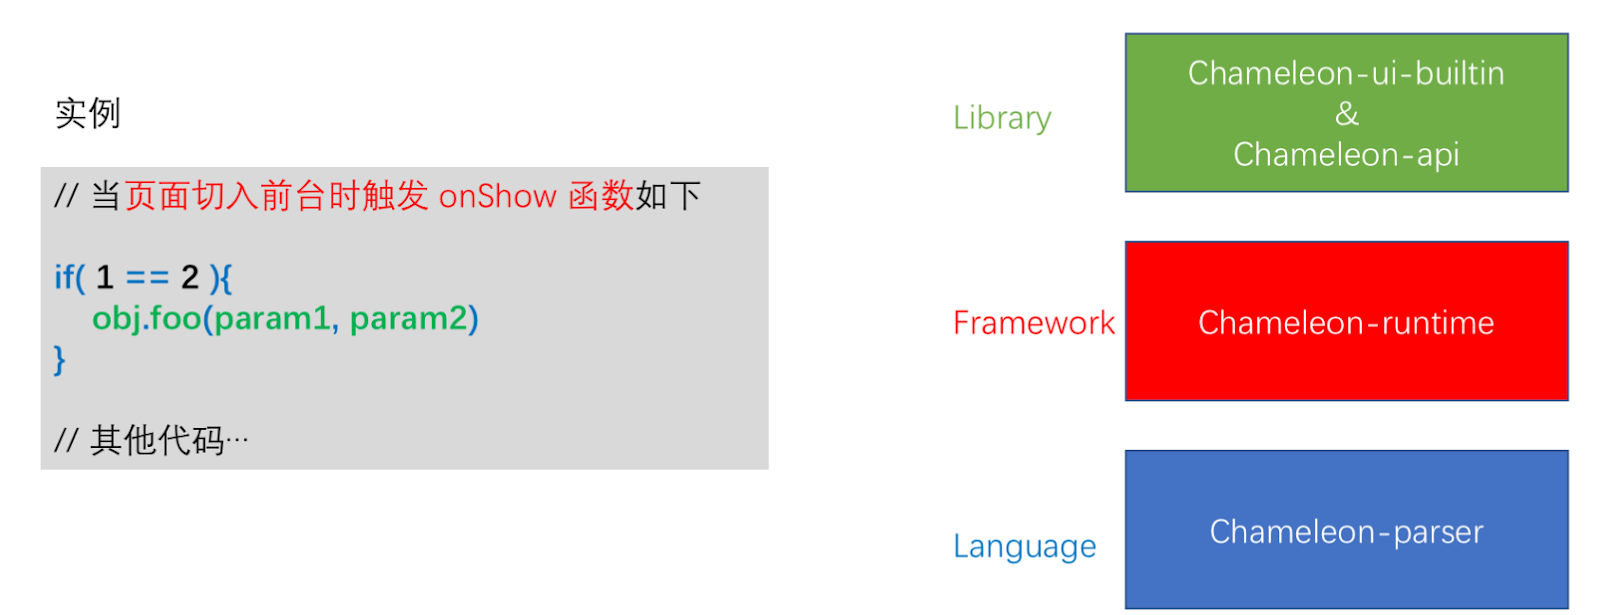 实例
// 当页面切入前台时触发 onShow 函数如下
if( 1 == 2 ){
obj.foo(param1, param2)
}
// 其他代码…
Library
Chameleon-ui-builtin
&
Chameleon-api
Framework
Chameleon-runtime
Language
Chameleon-parser